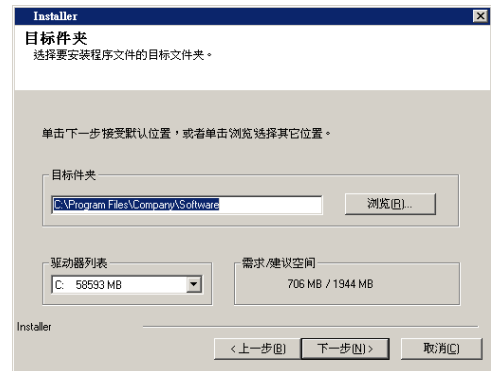 Installer
目标件夹
选择要安装程序文件的目标文件夹。
单击'下一步'接受默认位置，或者单击'浏览'选择其它位置。
目标件夹
C:\Program Files\Company\Software
浏览(R)...
驱动器列表
C: 58593 MB
需求/建议空间
706 MB / 1944 MB
Installer
<上一步(B)
下一步(N)>
取消(C)